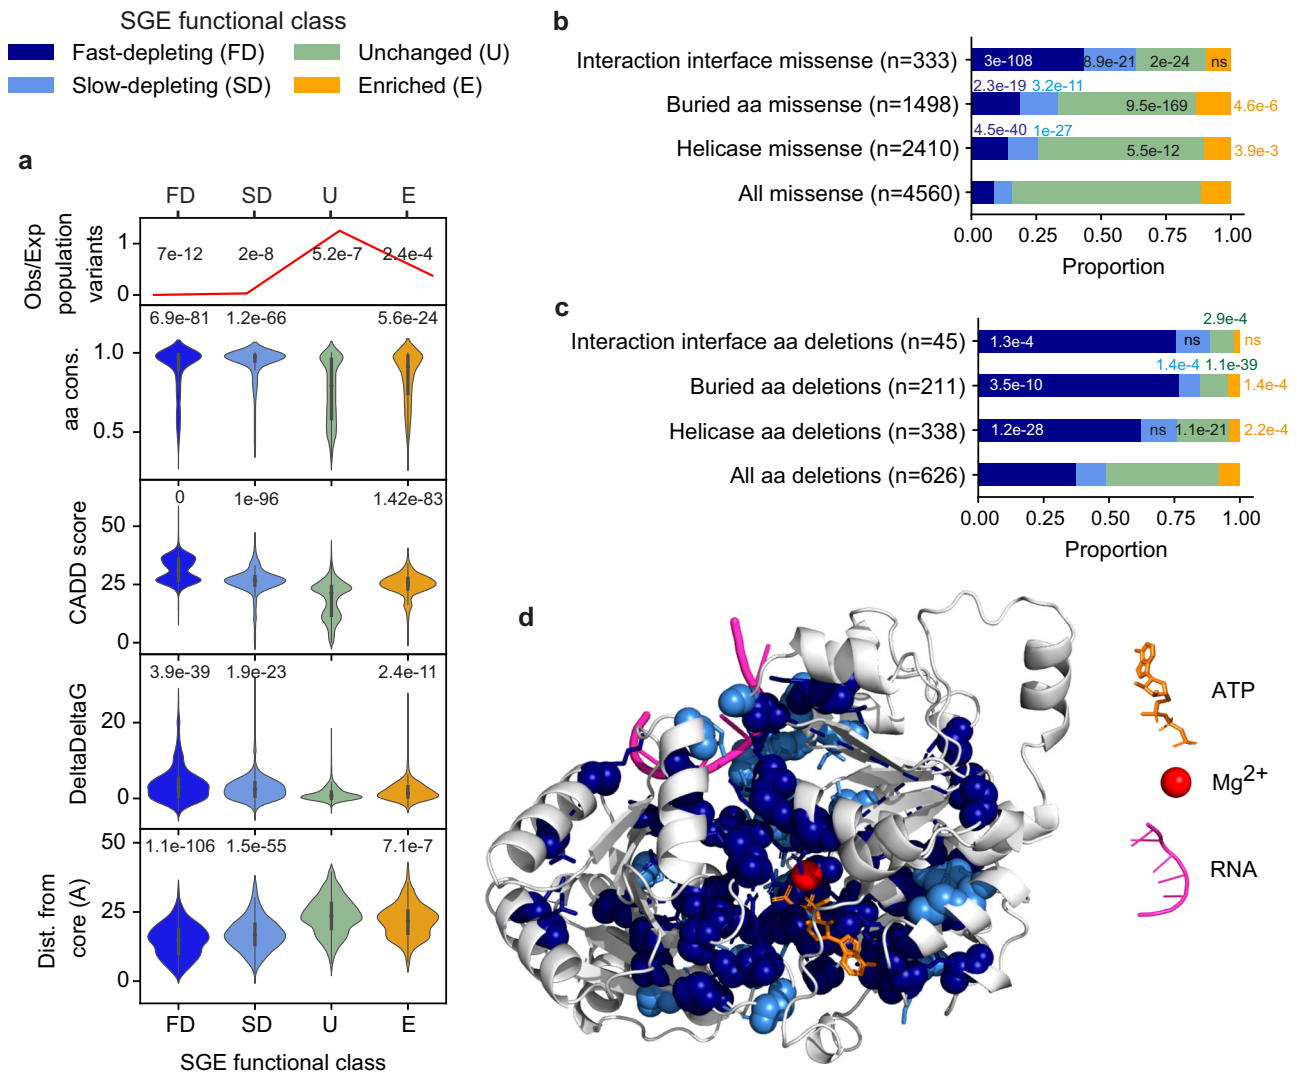 SGE functional class
Fast-depleting (FD)
Unchanged (U)
Slow-depleting (SD)
Enriched (E)
a
FD SD U E
Obs/Exp
population
variants
1
0
7e-12 2e-8 5.2e-7 2.4e-4
aa cons.
1.0
0.5
6.9e-81 1.2e-66 5.6e-24
CADD score
50
25
0
0 1e-96 1.42e-83
DeltaDeltaG
20
0
3.9e-39 1.9e-23 2.4e-11
Dist. from
core (A)
50
25
0
1.1e-106 1.5e-55 7.1e-7
FD SD U E
SGE functional class
b
Interaction interface missense (n=333)
3e-108 8.9e-21 2e-24 ns
2.3e-19 3.2e-11
Buried aa missense (n=1498)
9.5e-169 4.6e-6
4.5e-40 1e-27
Helicase missense (n=2410)
5.5e-12 3.9e-3
All missense (n=4560)
0.00 0.25 0.50 0.75 1.00
Proportion
c
2.9e-4
Interaction interface aa deletions (n=45)
1.3e-4 ns ns
1.4e-4 1.1e-39
Buried aa deletions (n=211)
3.5e-10 1.4e-4
Helicase aa deletions (n=338)
1.2e-28 ns 1.1e-21 2.2e-4
All aa deletions (n=626)
0.00 0.25 0.50 0.75 1.00
Proportion
d
ATP
Mg2+
RNA